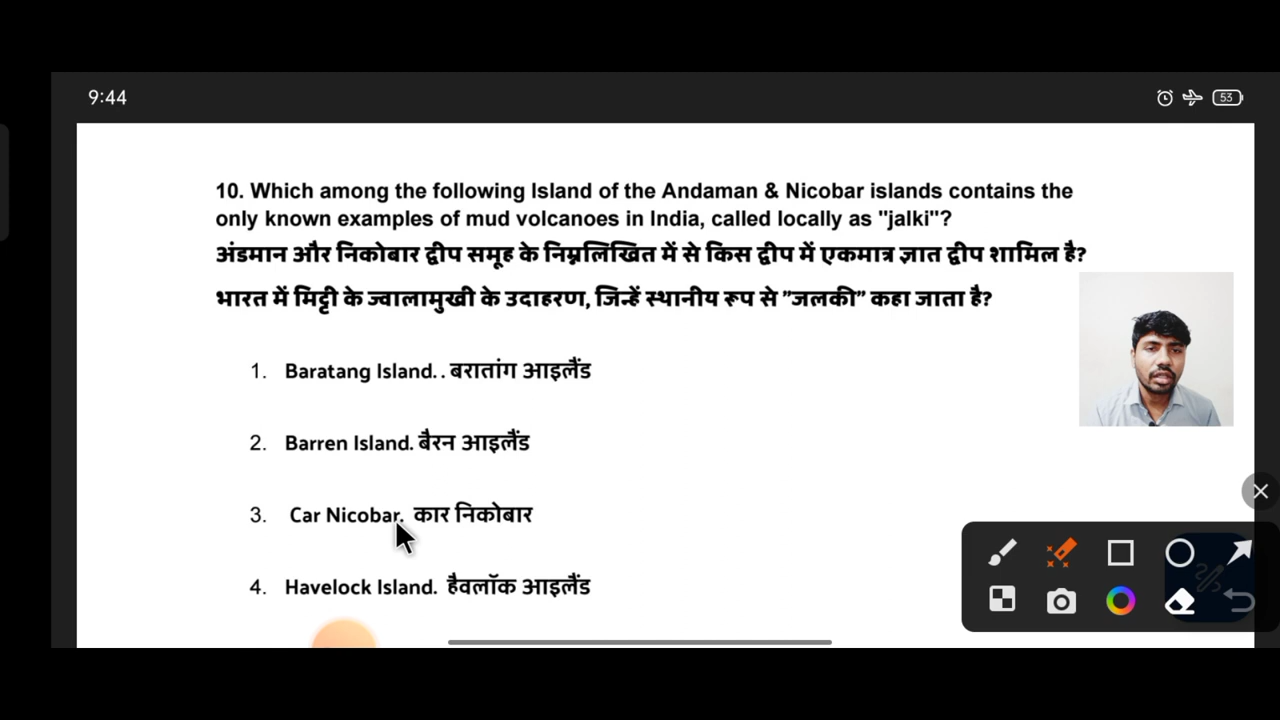 9:44
53
10. Which among the following Island of the Andaman & Nicobar islands contains the
only known examples of mud volcanoes in India, called locally as "jalki"?
अंडमान और निकोबार द्वीप समूह के निम्नलिखित में से किस द्वीप में एकमात्र ज्ञात द्वीप शामिल है?
भारत में मिट्टी के ज्वालामुखी के उदाहरण, जिन्हें स्थानीय रूप से ”जलकी” कहा जाता है?
1. Baratang Island. . बरातांग आइलैंड
2. Barren Island. बैरन आइलैंड
3. Car Nicobar. कार निकोबार
4. Havelock Island. हैवलॉक आइलैंड